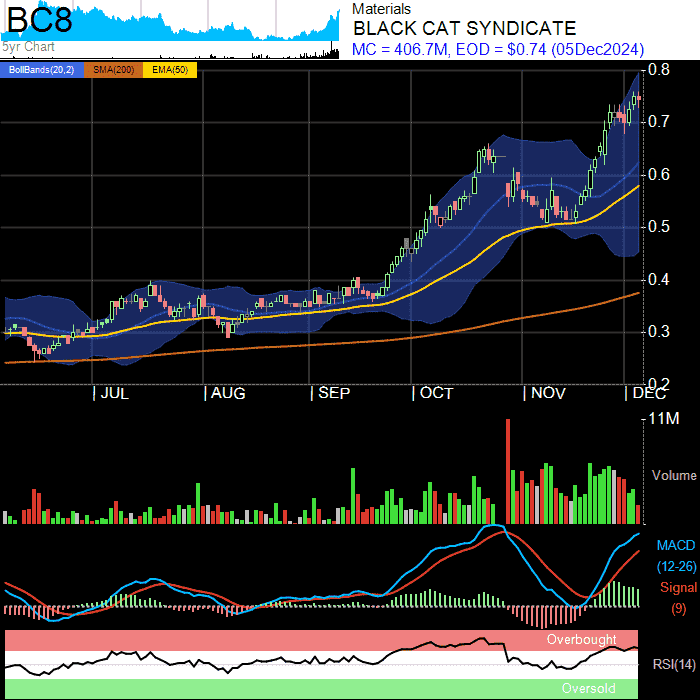 BC8
5yr Chart
Materials
BLACK CAT SYNDICATE
MC = 406.7M, EOD = $0.74 (05Dec2024)
BollBands(20,2) SMA(200) EMA(50)
0.8
0.7
0.6
0.5
0.4
0.3
0.2
JUL AUG SEP OCT NOV DEC
11M
Volume
MACD
(12-26)
Signal
(9)
Overbought
RSI(14)
Oversold